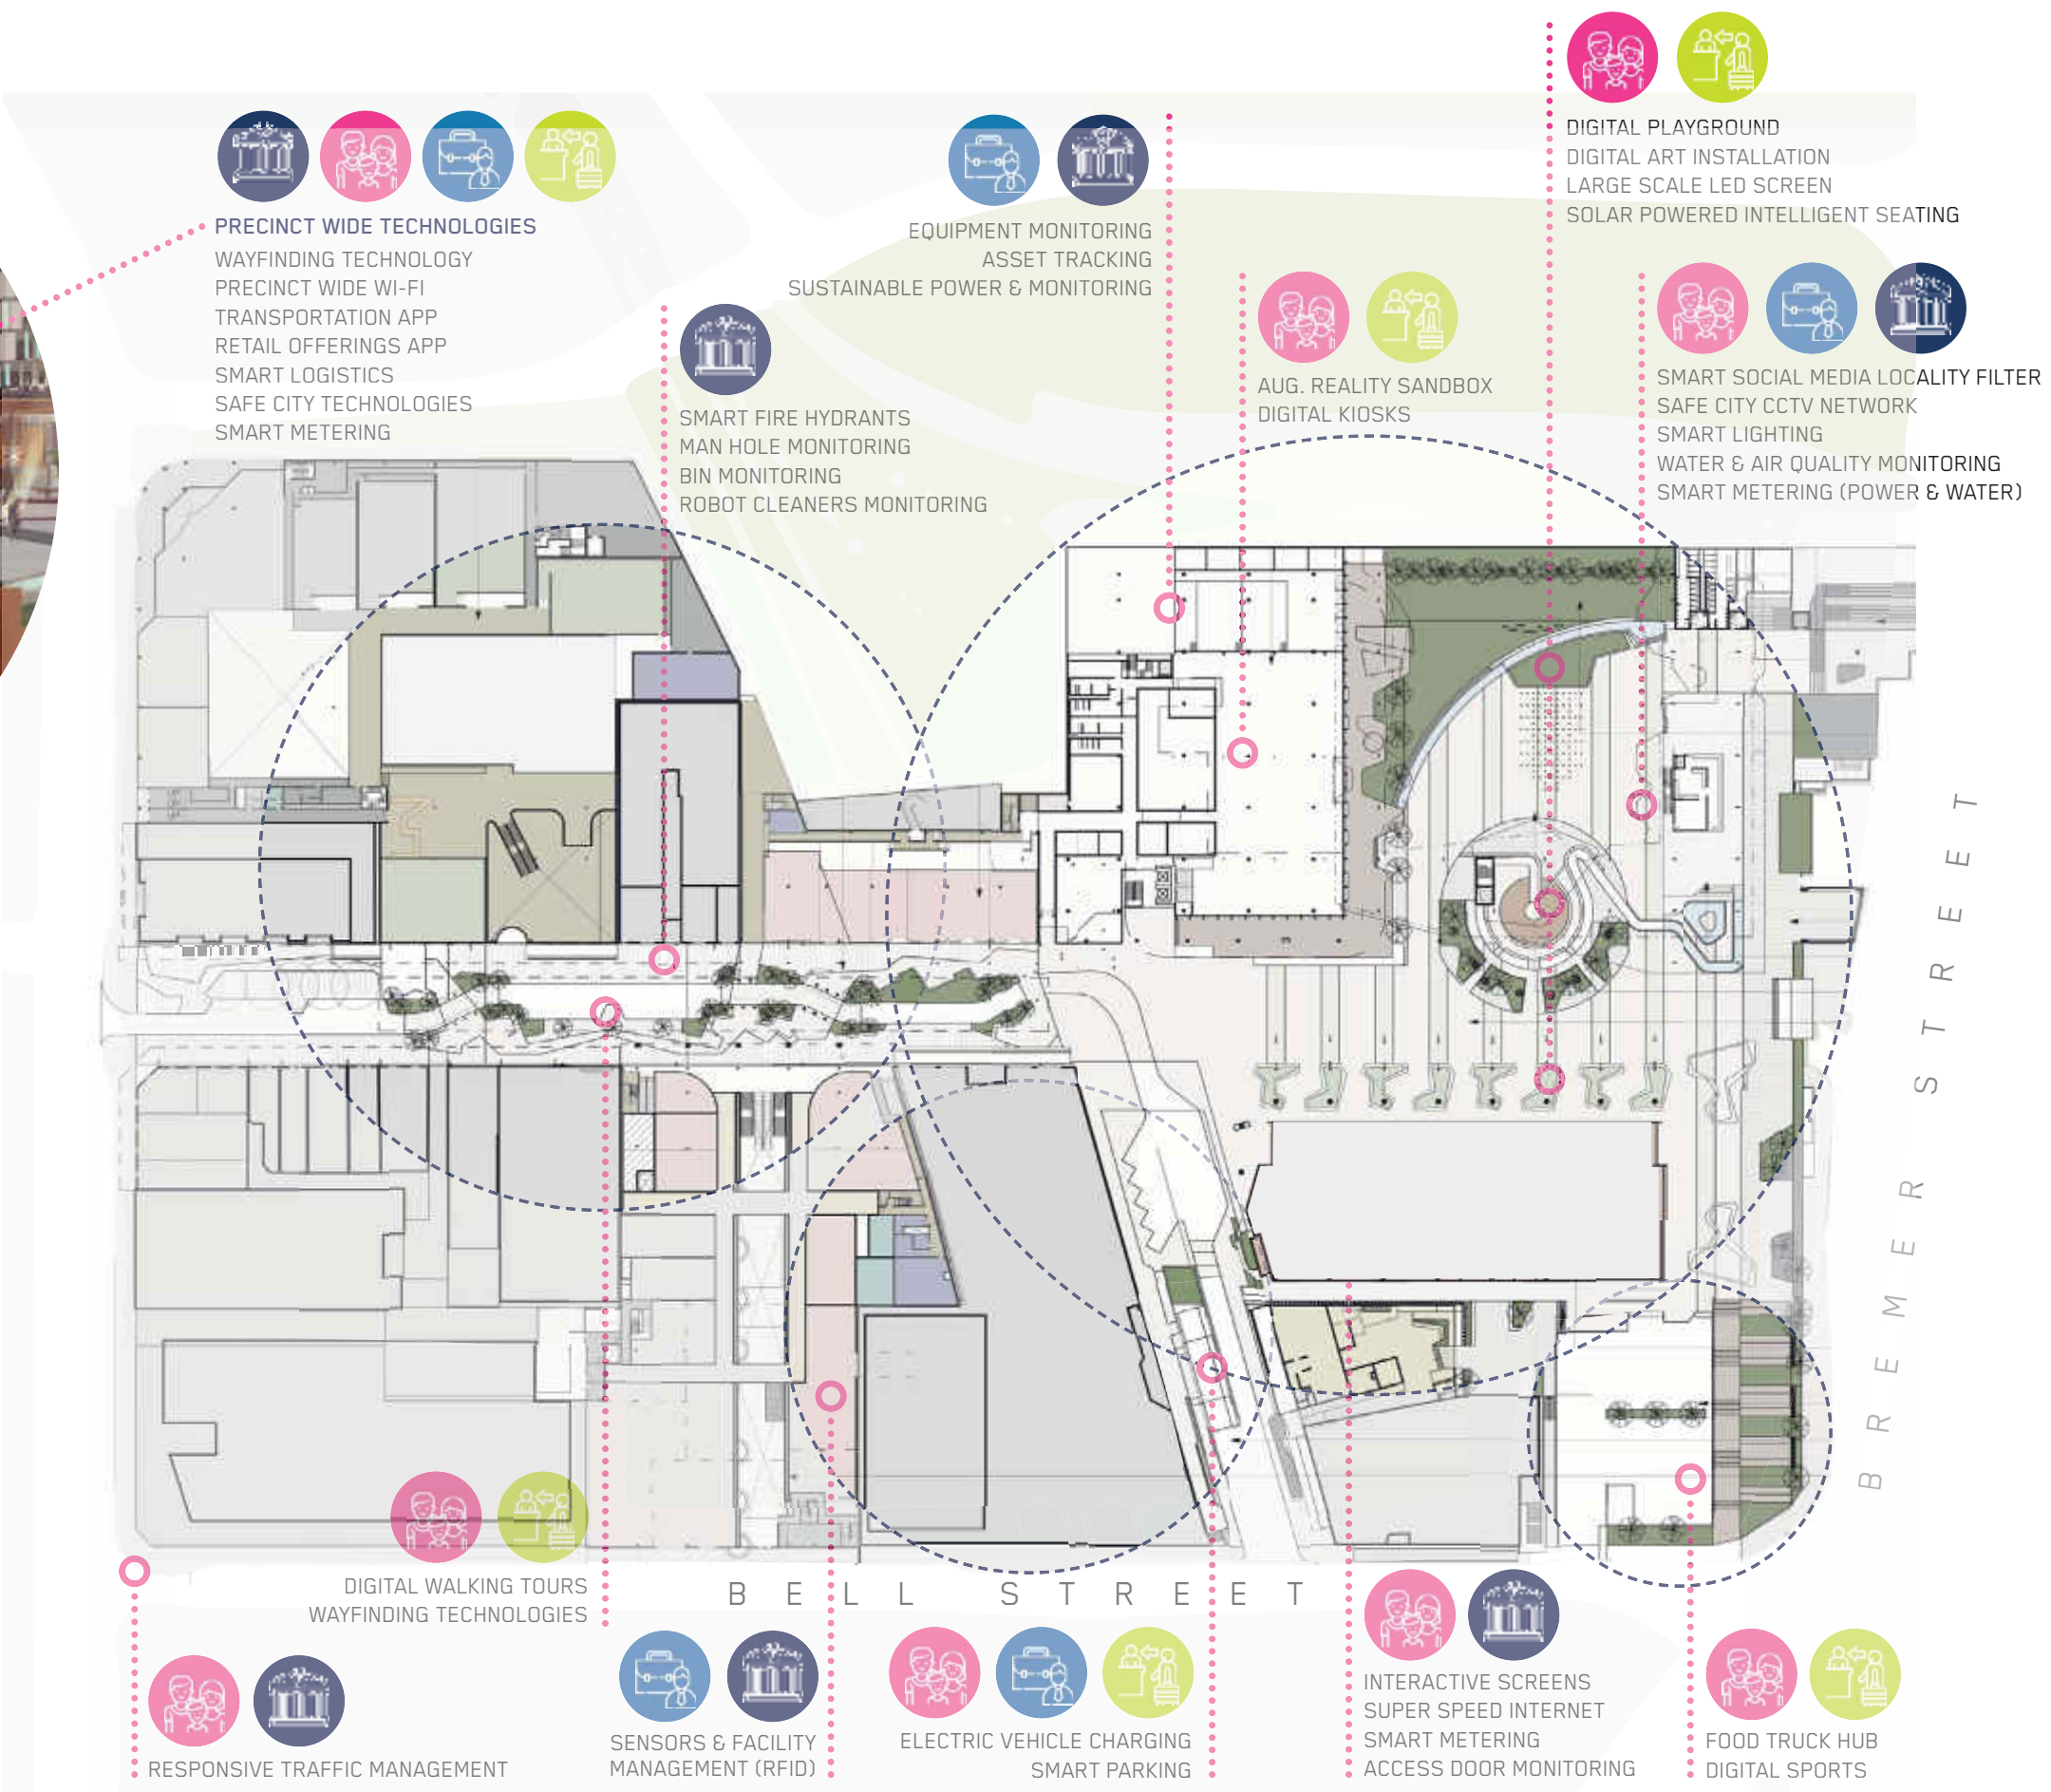 DIGITAL PLAYGROUND
DIGITAL ART INSTALLATION
LARGE SCALE LED SCREEN
SOLAR POWERED INTELLIGENT SEATING
PRECINCT WIDE TECHNOLOGIES
WAYFINDING TECHNOLOGY
PRECINCT WIDE WI-FI
TRANSPORTATION APP
RETAIL OFFERINGS APP
SMART LOGISTICS
SAFE CITY TECHNOLOGIES
SMART METERING
EQUIPMENT MONITORING
ASSET TRACKING
SUSTAINABLE POWER & MONITORING
SMART FIRE HYDRANTS
MAN HOLE MONITORING
BIN MONITORING
ROBOT CLEANERS MONITORING
AUG. REALITY SANDBOX
DIGITAL KIOSKS
SMART SOCIAL MEDIA LOCALITY FILTER
SAFE CITY CCTV NETWORK
SMART LIGHTING
WATER & AIR QUALITY MONITORING
SMART METERING (POWER & WATER)
BREMER STREET
DIGITAL WALKING TOURS
WAYFINDING TECHNOLOGIES
BELL STREET
RESPONSIVE TRAFFIC MANAGEMENT
SENSORS & FACILITY
MANAGEMENT (RFID)
ELECTRIC VEHICLE CHARGING
SMART PARKING
INTERACTIVE SCREENS
SUPER SPEED INTERNET
SMART METERING
ACCESS DOOR MONITORING
FOOD TRUCK HUB
DIGITAL SPORTS